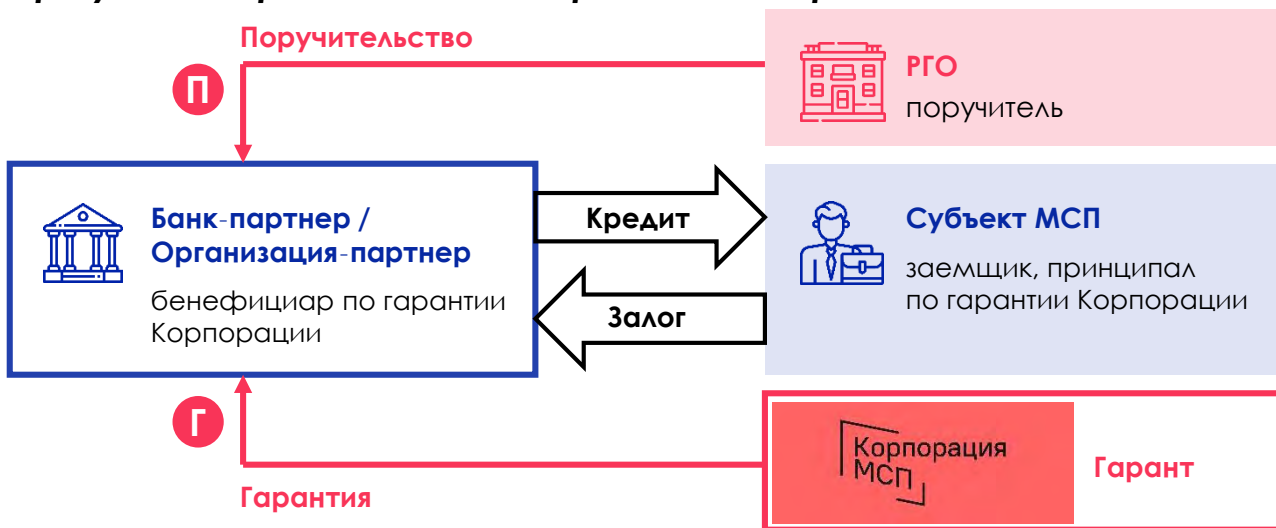 Поручительство
П
РГО
поручитель
Банк-партнер /
Организация-партнер
бенефициар по гарантии
Корпорации
Кредит
Залог
Субъект МСП
заемщик, принципал
по гарантии Корпорации
Г
Гарантия
Корпорация
МСП
Гарант